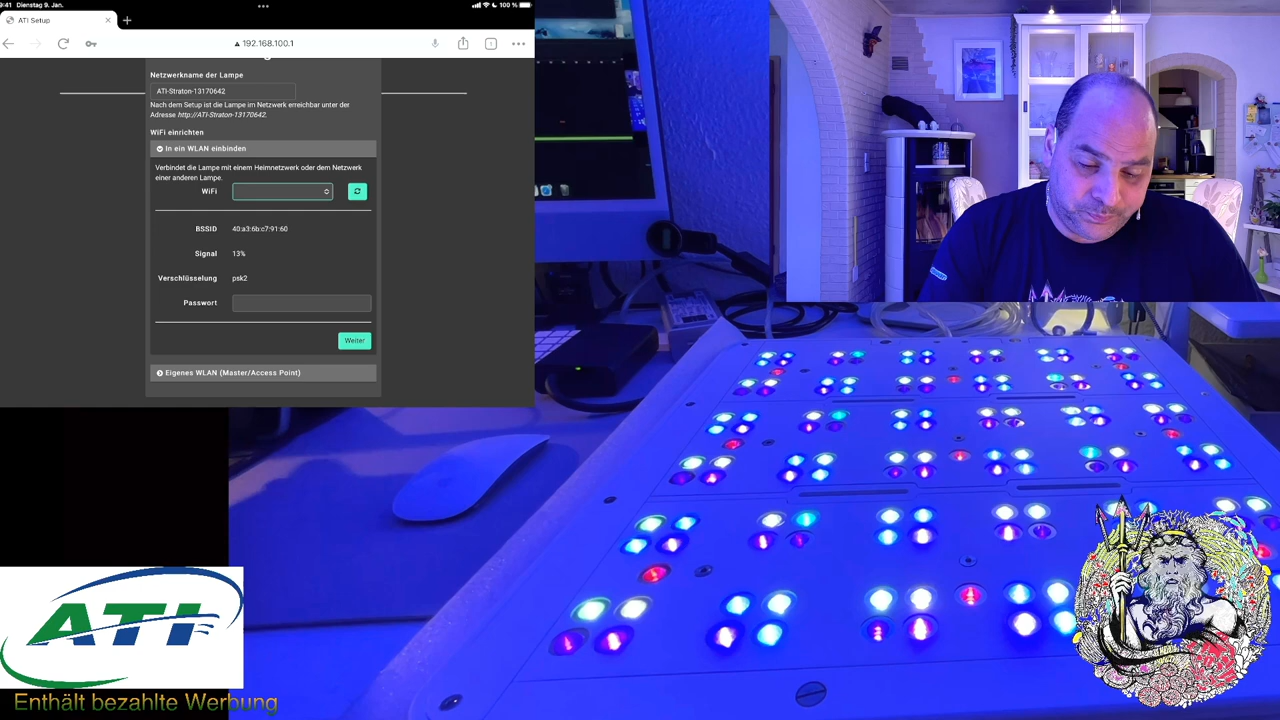 9:41 Dienstag 9. Jan.
100 %
ATI Setup
192.168.100.1
1
Netzwerkname der Lampe
ATI-Straton-13170642
Nach dem Setup ist die Lampe im Netzwerk erreichbar unter der
Adresse http://ATI-Straton-13170642.
WiFi einrichten
In ein WLAN einbinden
Verbindet die Lampe mit einem Heimnetzwerk oder dem Netzwerk
einer anderen Lampe.
WiFi
BSSID 40:a3:6b:c7:91:60
Signal 13%
Verschlüsselung psk2
Passwort
Weiter
Eigenes WLAN (Master/Access Point)
ATI
Enthält bezahlte Werbung